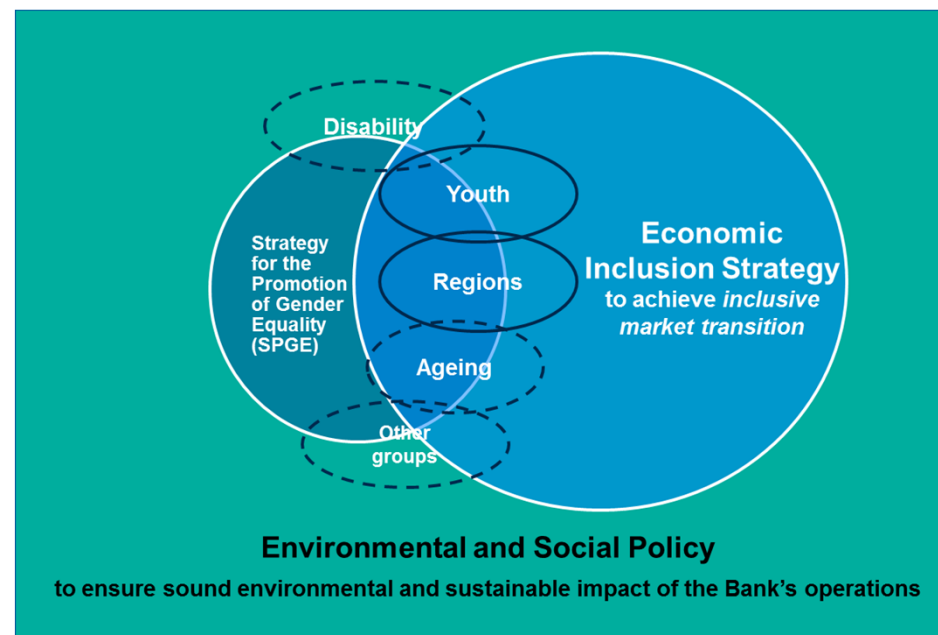 Disability
Youth
Regions
Ageing
Other
groups
Strategy
for the
Promotion
of Gender
Equality
(SPGE)
Economic
Inclusion Strategy
to achieve inclusive
market transition
Environmental and Social Policy
to ensure sound environmental and sustainable impact of the Bank's operations